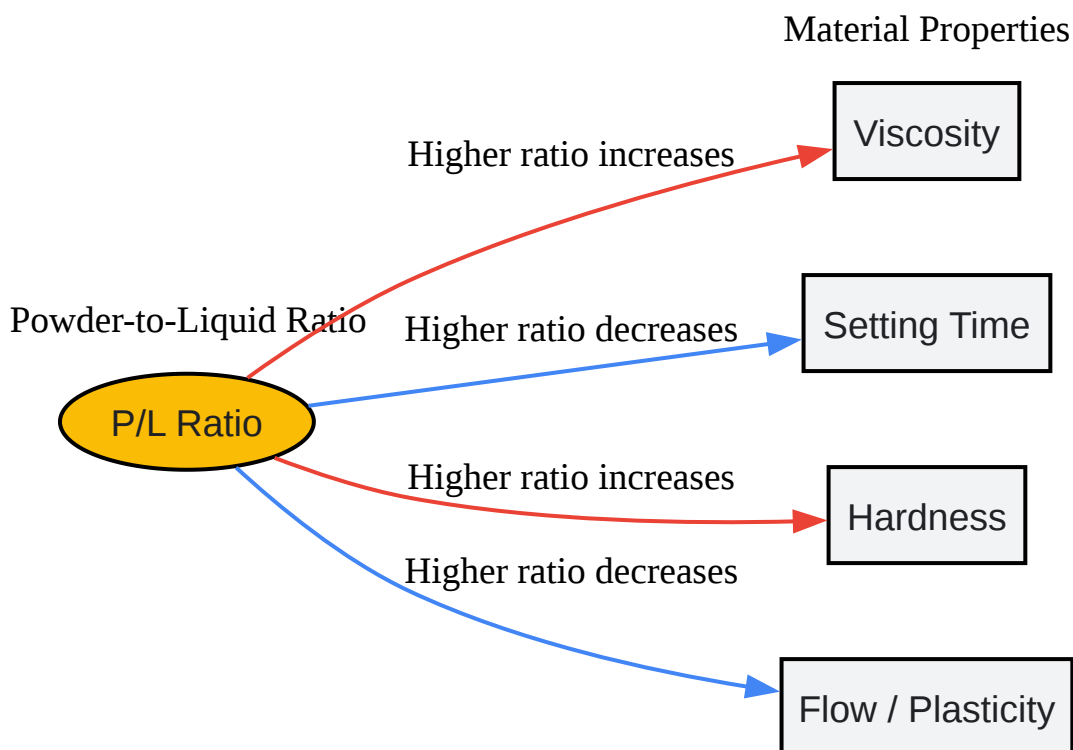 Material Properties
Viscosity
Higher ratio increases
Powder-to-Liquid Ratio
Higher ratio decreases
Setting Time
P/L Ratio
Higher ratio increases
Hardness
Higher ratio decreases
Flow / Plasticity